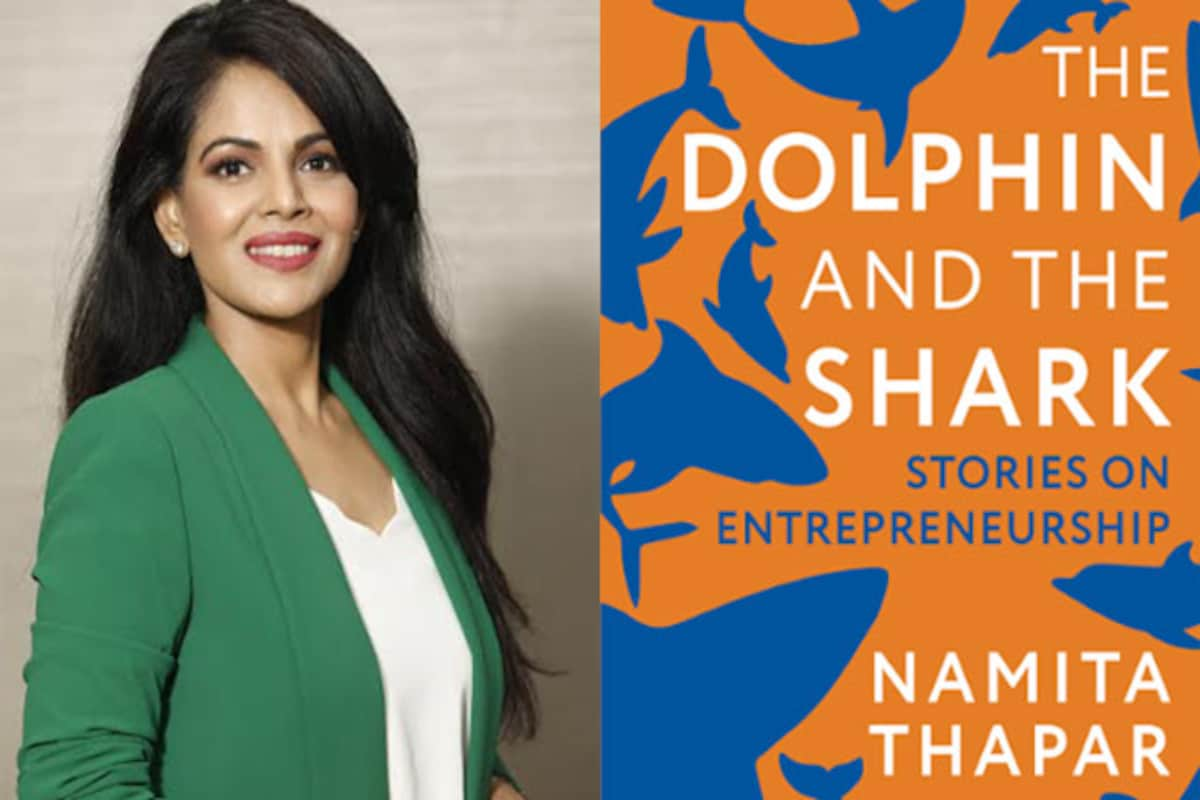 THE
DOLPHIN
AND THE
SHARK
STORIES ON
ENTREPRENEURSHIP
NAMITA
THAPAR